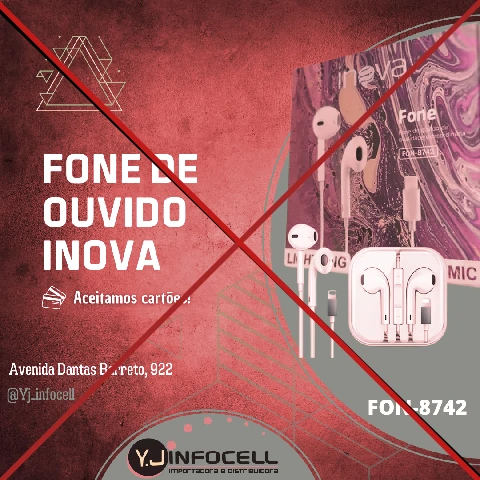 inova
Fone
FON-8742
FONE DE
OUVIDO
INOVA
LIGHTNING
MIC
Aceitamos cartões!
Avenida Dantas Barreto, 922
@Yj_infocell
FON-8742
Y.J INFOCELL
importadora e distribuidora